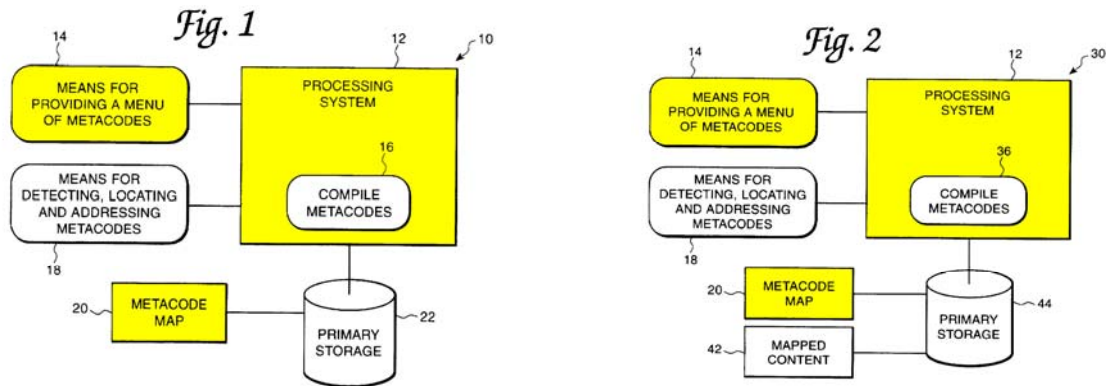 Fig. 1
14
12
10
MEANS FOR
PROVIDING A MENU
OF METACODES
PROCESSING
SYSTEM
16
COMPILE
METACODES
MEANS FOR
DETECTING, LOCATING
AND ADDRESSING
METACODES
18
20
METACODE
MAP
PRIMARY
STORAGE
22
Fig. 2
14
12
30
MEANS FOR
PROVIDING A MENU
OF METACODES
PROCESSING
SYSTEM
36
COMPILE
METACODES
MEANS FOR
DETECTING, LOCATING
AND ADDRESSING
METACODES
18
20
METACODE
MAP
42
MAPPED
CONTENT
PRIMARY
STORAGE
44